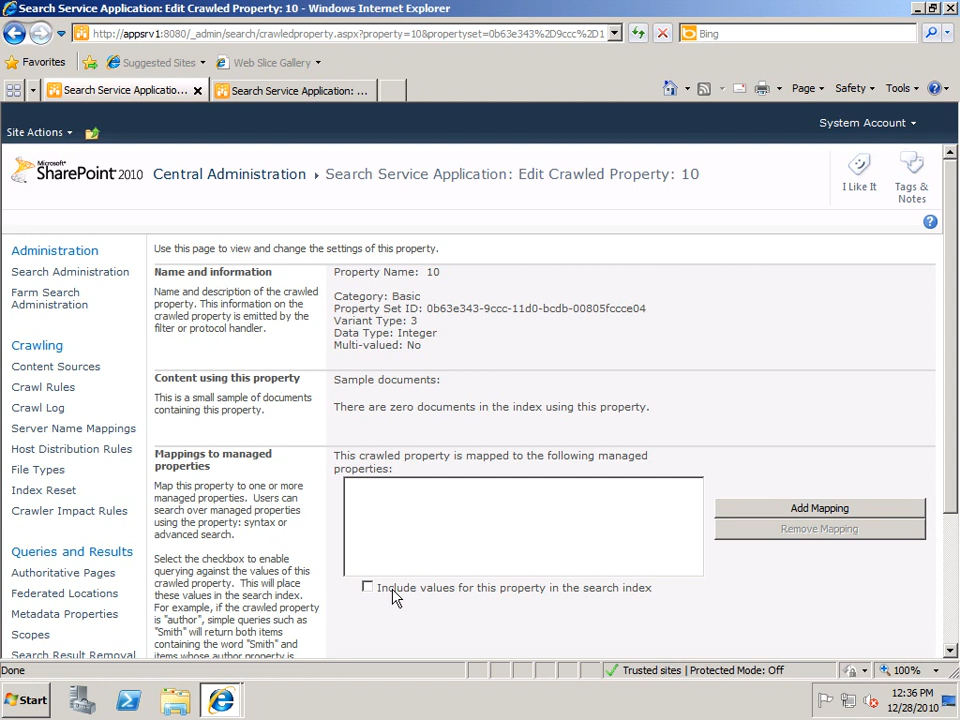 Search Service Application: Edit Crawled Property: 10 - Windows Internet Explorer
http://appsrv1:8080/_admin/search/crawledproperty.aspx?property=10&propertyset=0b63e343%2D9ccc%2D1
Bing
Favorites
Suggested Sites
Web Slice Gallery
Search Service Applicatio...
Search Service Application: ...
Page
Safety
Tools
Site Actions
System Account
Microsoft
SharePoint 2010
Central Administration
Search Service Application: Edit Crawled Property: 10
I Like It
Tags & Notes
Administration
Search Administration
Farm Search Administration
Crawling
Content Sources
Crawl Rules
Crawl Log
Server Name Mappings
Host Distribution Rules
File Types
Index Reset
Crawler Impact Rules
Queries and Results
Authoritative Pages
Federated Locations
Metadata Properties
Scopes
Search Result Removal
Use this page to view and change the settings of this property.
Name and information
Name and description of the crawled
property. This information on the
crawled property is emitted by the
filter or protocol handler.
Property Name: 10
Category: Basic
Property Set ID: 0b63e343-9ccc-11d0-bcdb-00805fccce04
Variant Type: 3
Data Type: Integer
Multi-valued: No
Content using this property
This is a small sample of documents
containing this property.
Sample documents:
There are zero documents in the index using this property.
Mappings to managed
properties
Map this property to one or more
managed properties. Users can
search over managed properties
using the property: syntax or
advanced search.
Select the checkbox to enable
querying against the values of this
crawled property. This will place
these values in the search index.
For example, if the crawled property
is "author", simple queries such as
"Smith" will return both items
containing the word "Smith" and
items whose author property is
This crawled property is mapped to the following managed
properties:
Add Mapping
Remove Mapping
Include values for this property in the search index
Done
Trusted sites | Protected Mode: Off
100%
Start
12:36 PM
12/28/2010